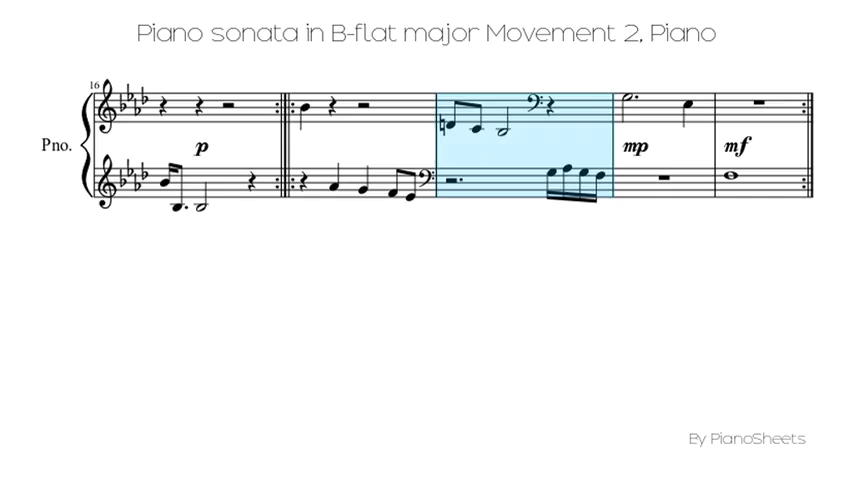 Piano sonata in B-flat major Movement 2, Piano
16
Pno.
p
mp
mf
By PianoSheets